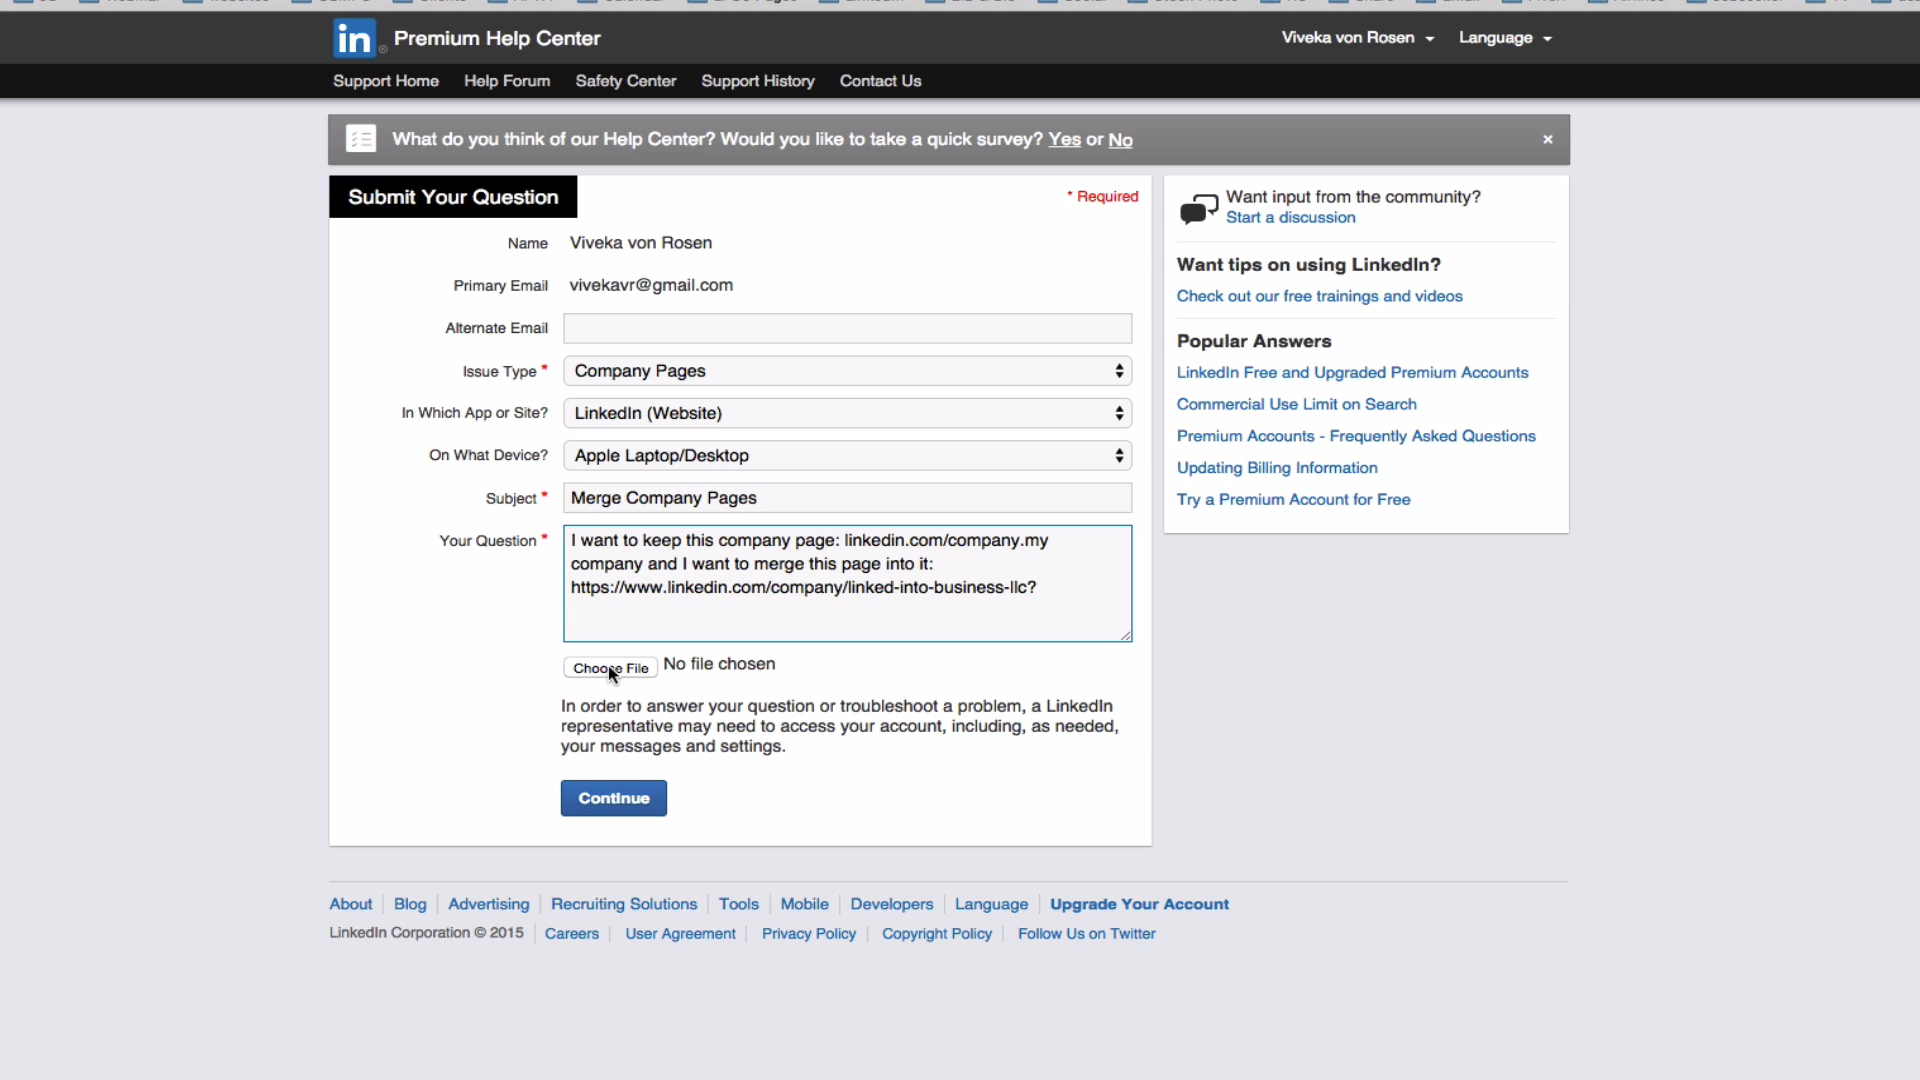 in Premium Help Center
Viveka von Rosen
Language
Support Home
Help Forum
Safety Center
Support History
Contact Us
What do you think of our Help Center? Would you like to take a quick survey? Yes or No
×
Submit Your Question
* Required
Name
Viveka von Rosen
Primary Email
vivekavr@gmail.com
Alternate Email
Issue Type *
Company Pages
In Which App or Site?
LinkedIn (Website)
On What Device?
Apple Laptop/Desktop
Subject *
Merge Company Pages
Your Question *
I want to keep this company page: linkedin.com/company.my
company and I want to merge this page into it:
https://www.linkedin.com/company/linked-into-business-llc?
Choose File
No file chosen
In order to answer your question or troubleshoot a problem, a LinkedIn
representative may need to access your account, including, as needed,
your messages and settings.
Continue
Want input from the community?
Start a discussion
Want tips on using LinkedIn?
Check out our free trainings and videos
Popular Answers
LinkedIn Free and Upgraded Premium Accounts
Commercial Use Limit on Search
Premium Accounts - Frequently Asked Questions
Updating Billing Information
Try a Premium Account for Free
About
Blog
Advertising
Recruiting Solutions
Tools
Mobile
Developers
Language
Upgrade Your Account
LinkedIn Corporation © 2015
Careers
User Agreement
Privacy Policy
Copyright Policy
Follow Us on Twitter